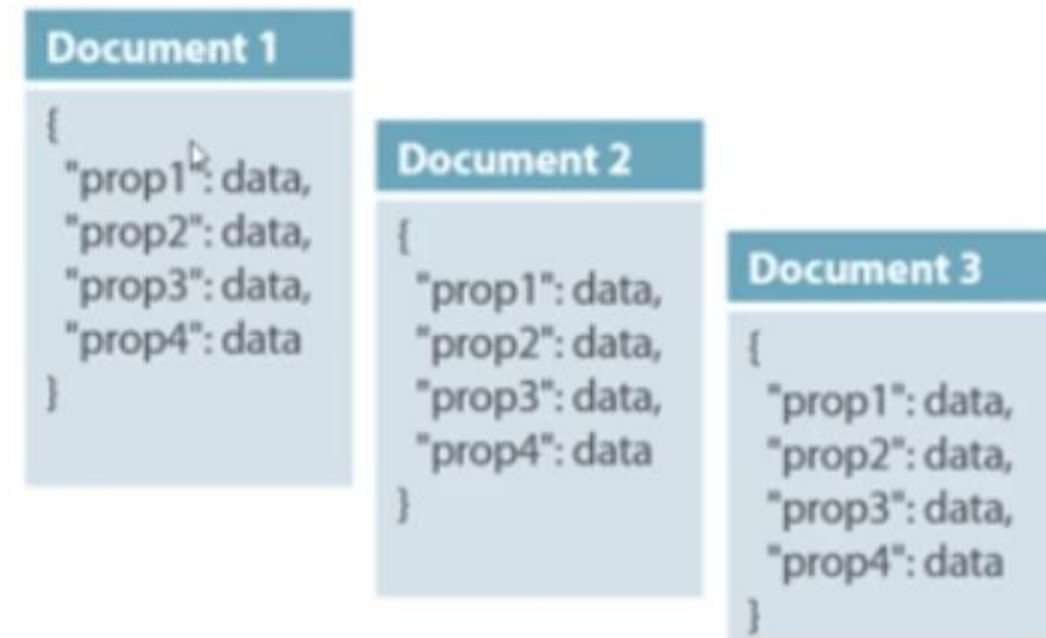 Document 1
{
"prop1": data,
"prop2": data,
"prop3": data,
"prop4": data
}
Document 2
{
"prop1": data,
"prop2": data,
"prop3": data,
"prop4": data
}
Document 3
{
"prop1": data,
"prop2": data,
"prop3": data,
"prop4": data
}